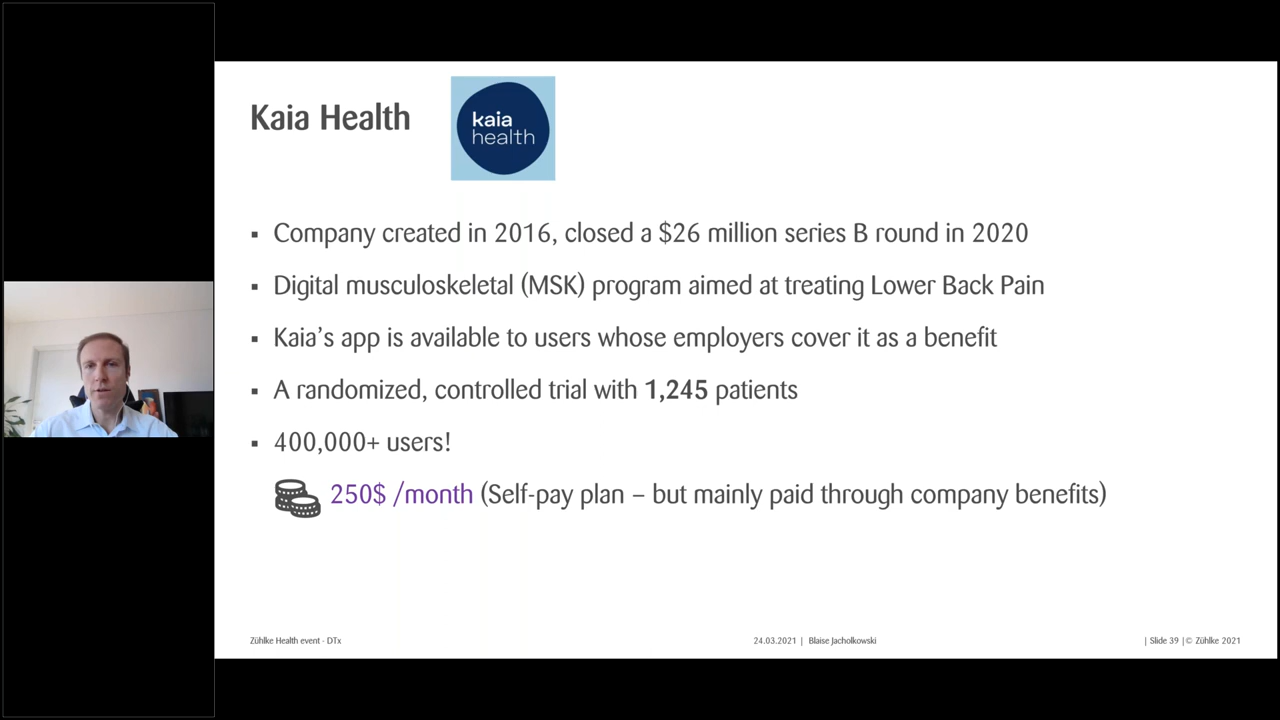 Kaia Health
kaia
health
Company created in 2016, closed a $26 million series B round in 2020
Digital musculoskeletal (MSK) program aimed at treating Lower Back Pain
Kaia’s app is available to users whose employers cover it as a benefit
A randomized, controlled trial with 1,245 patients
400,000+ users!
250$ /month (Self-pay plan – but mainly paid through company benefits)
Zühlke Health event - DTx
24.03.2021 | Blaise Jacholkowski
| Slide 39 | © Zühlke 2021